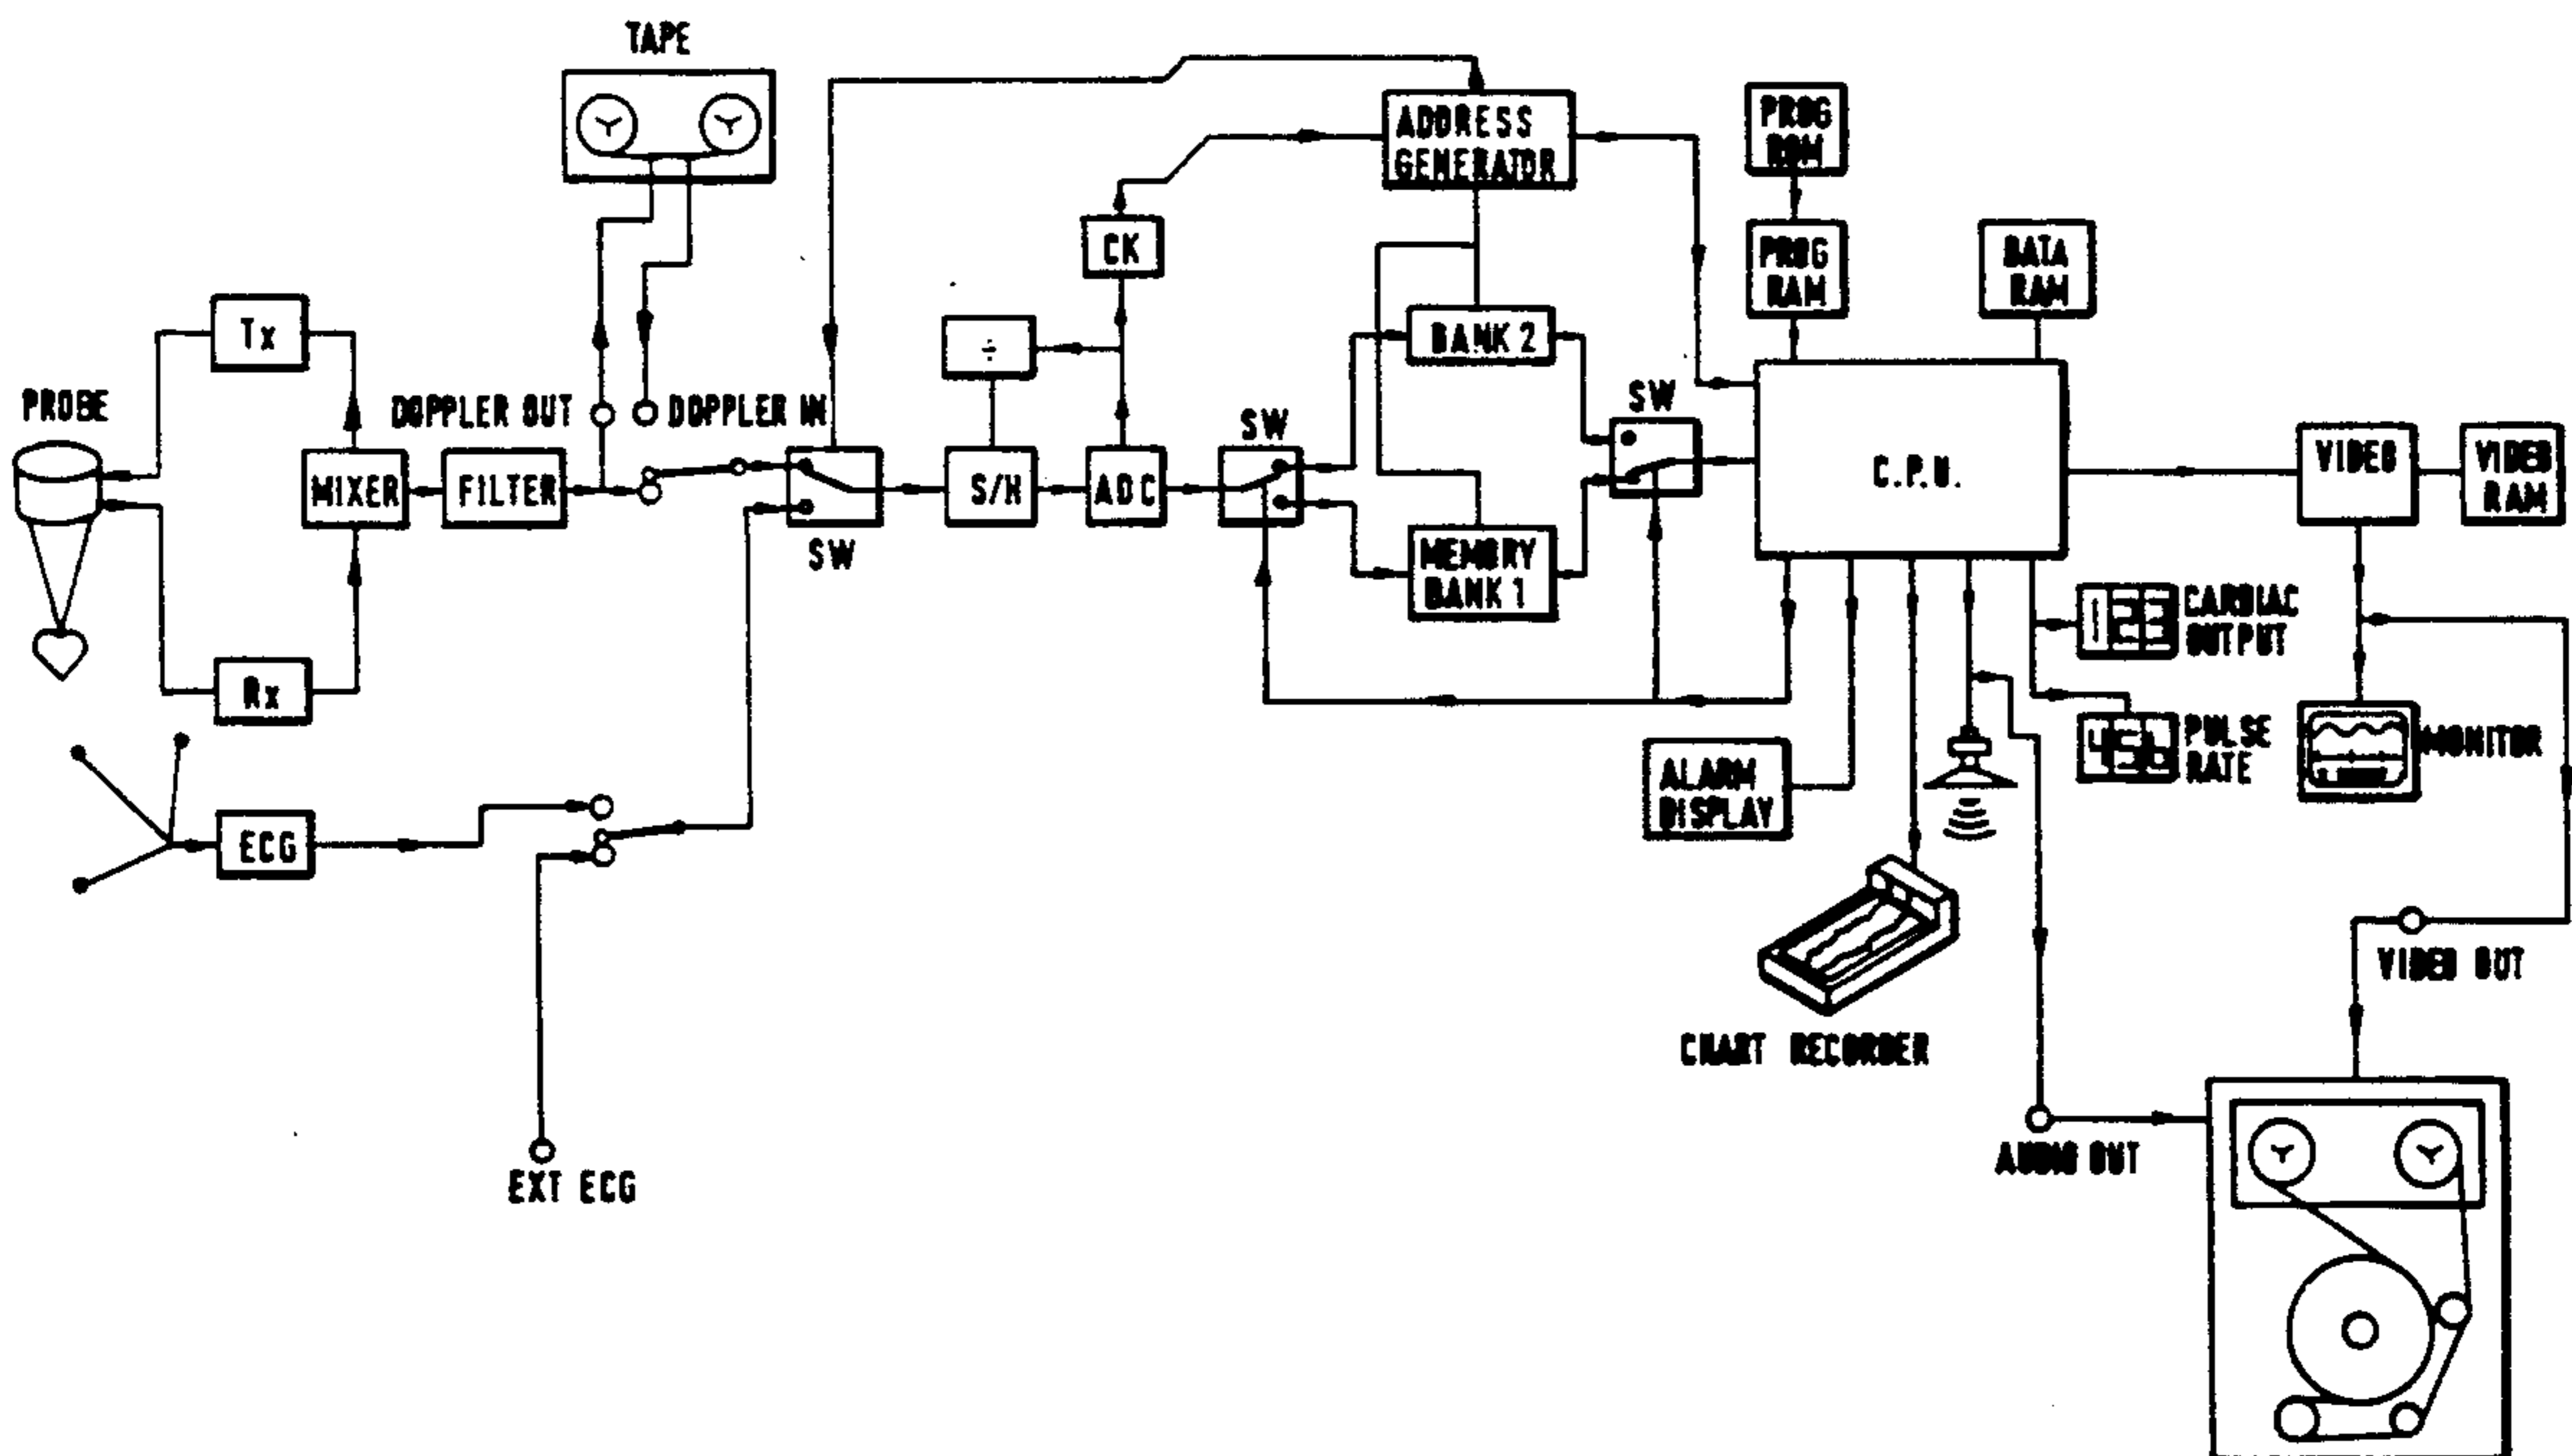 TAPE
ADDRESS
GENERATOR
PROG
ROM
CK
PROG
RAM
DATA
RAM
Tx
÷
BANK 2
PROBE
DOPPLER OUT
DOPPLER IN
SW
SW
MIXER
FILTER
S/H
ADC
C.P.U.
VIDEO
VIDEO
RAM
SW
MEMORY
BANK 1
123
CARDIAC
OUTPUT
Rx
ALARM
DISPLAY
456
PULSE
RATE
MONITOR
ECG
VIDEO OUT
CHART RECORDER
AUDIO OUT
EXT ECG